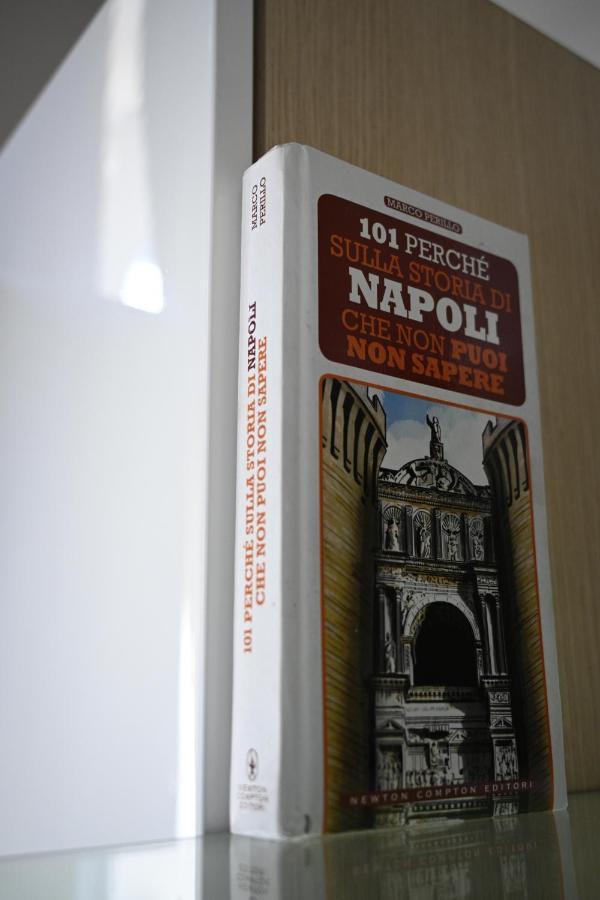 MARCO PERILLO
101 PERCHÉ
SULLA STORIA DI
NAPOLI
CHE NON PUOI
NON SAPERE
NEWTON COMPTON EDITORI
MARCO
PERILLO
101 PERCHÉ SULLA STORIA DI NAPOLI
CHE NON PUOI NON SAPERE
NEWTON
COMPTON
EDITORI